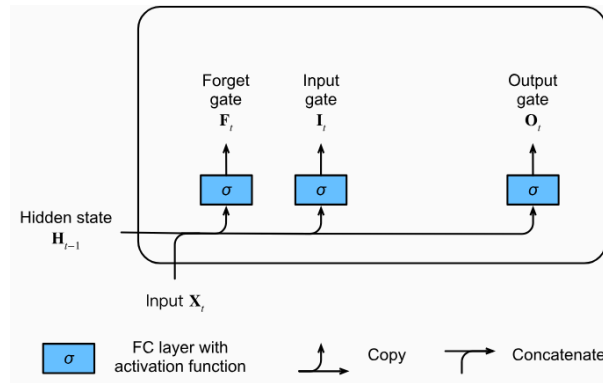 Forget gate F_t
Input gate I_t
Output gate O_t
σ
σ
σ
Hidden state H_{t-1}
Input X_t
σ
FC layer with activation function
Copy
Concatenate